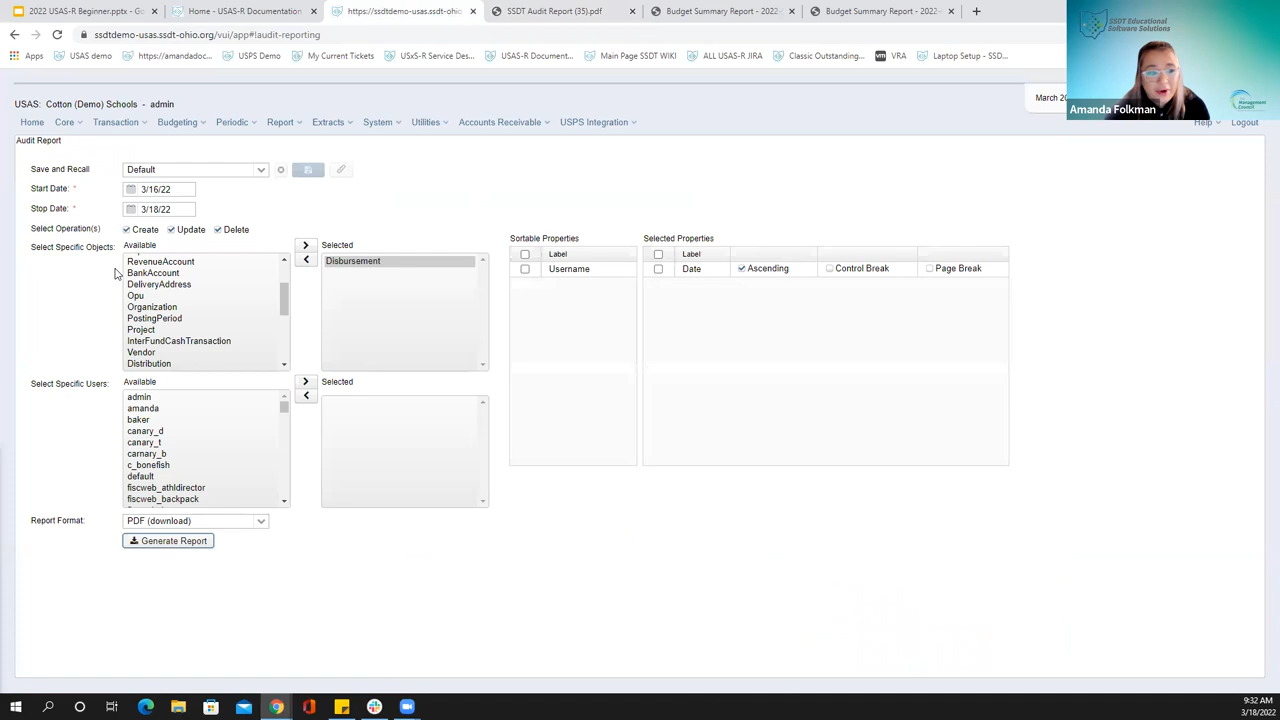 2022 USAS-R Beginner.pptx - Go
Home - USAS-R Documentation
https://ssdtdemo-usas.ssdt-ohio
SSDT Audit Report (35).pdf
Budget Summary Report - 2022-
Budget Summary Report - 2022-
ssdtdemo-usas.ssdt-ohio.org/vui/app#audit-reporting
Apps
USAS demo
https://amandadoc...
USPS Demo
My Current Tickets
USxS-R Service Des...
USAS-R Document...
Main Page SSDT WIKI
ALL USAS-R JIRA
Classic Outstanding...
vm VRA
Laptop Setup - SSD...
SSDT Educational
Software Solutions
Management
Council
Amanda Folkman
USAS: Cotton (Demo) Schools - admin
March 20
Home Core Transaction Budgeting Periodic Report Extracts System Utilities Accounts Receivable USPS Integration Help Logout
Audit Report
Save and Recall Default
Start Date: * 3/16/22
Stop Date: * 3/18/22
Select Operation(s) Create Update Delete
Select Specific Objects: Available Selected
RevenueAccount
BankAccount
DeliveryAddress
Opu
Organization
PostingPeriod
Project
InterFundCashTransaction
Vendor
Distribution
Disbursement
Sortable Properties
Label
Username
Selected Properties
Label
Date Ascending Control Break Page Break
Select Specific Users: Available Selected
admin
amanda
baker
canary_d
canary_t
carnary_b
c_bonefish
default
fiscweb_athldirector
fiscweb_backpack
Report Format: PDF (download)
Generate Report
9:32 AM
3/18/2022